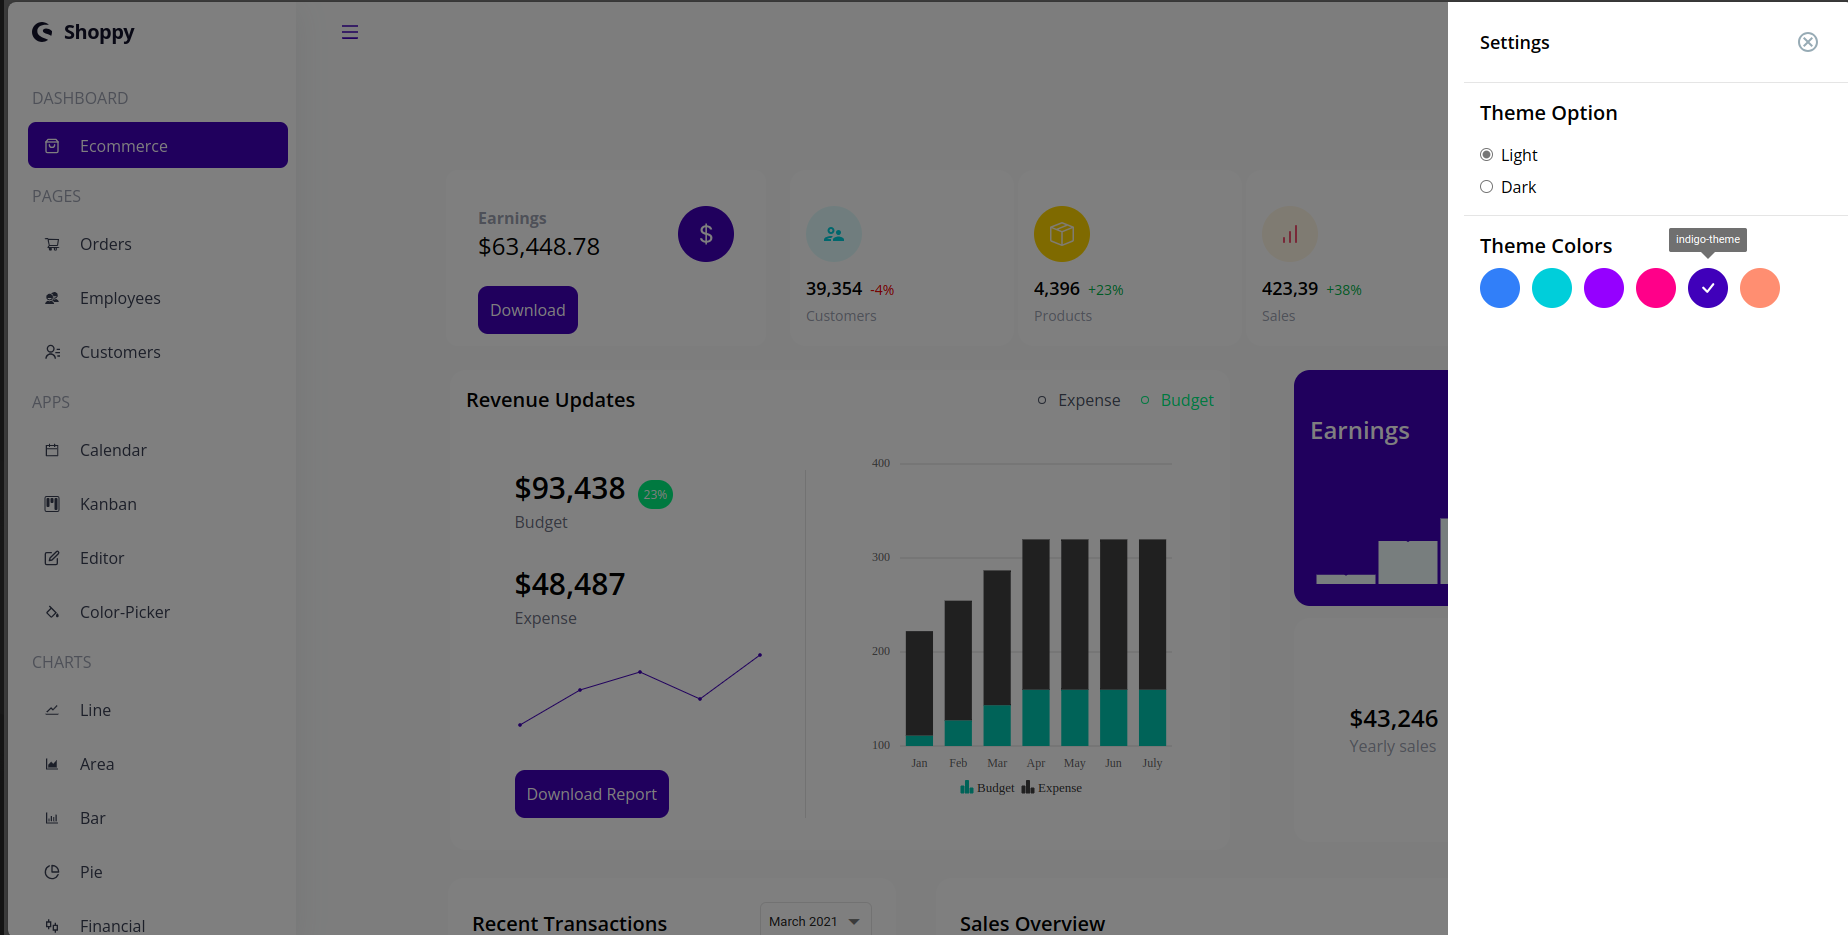 Shoppy
DASHBOARD
Ecommerce
PAGES
Orders
Employees
Customers
APPS
Calendar
Kanban
Editor
Color-Picker
CHARTS
Line
Area
Bar
Pie
Financial
Earnings
$63,448.78
$
Download
39,354 -4%
Customers
4,396 +23%
Products
423,39 +38%
Sales
Revenue Updates
Expense Budget
$93,438 23%
Budget
$48,487
Expense
Download Report
400
300
200
100
Jan Feb Mar Apr May Jun July
Budget Expense
Earnings
$43,246
Yearly sales
Recent Transactions
March 2021
Sales Overview
Settings
Theme Option
Light
Dark
Theme Colors
indigo-theme